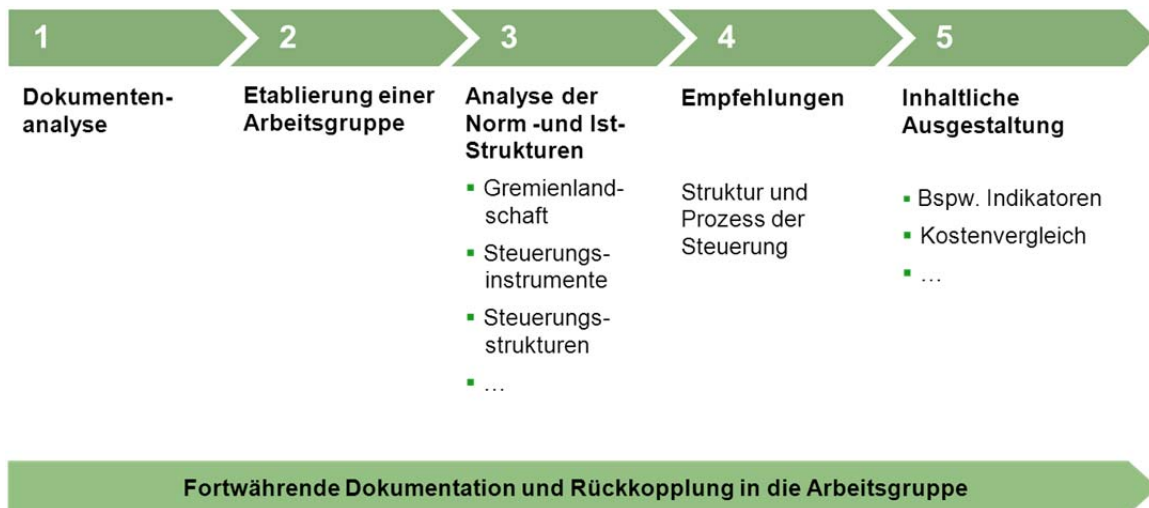 1
Dokumenten-
analyse
2
Etablierung einer
Arbeitsgruppe
3
Analyse der
Norm -und Ist-
Strukturen
▪ Gremienland-
schaft
▪ Steuerungs-
instrumente
▪ Steuerungs-
strukturen
▪ …
4
Empfehlungen
Struktur und
Prozess der
Steuerung
5
Inhaltliche
Ausgestaltung
▪ Bspw. Indikatoren
▪ Kostenvergleich
▪ …
Fortwährende Dokumentation und Rückkopplung in die Arbeitsgruppe